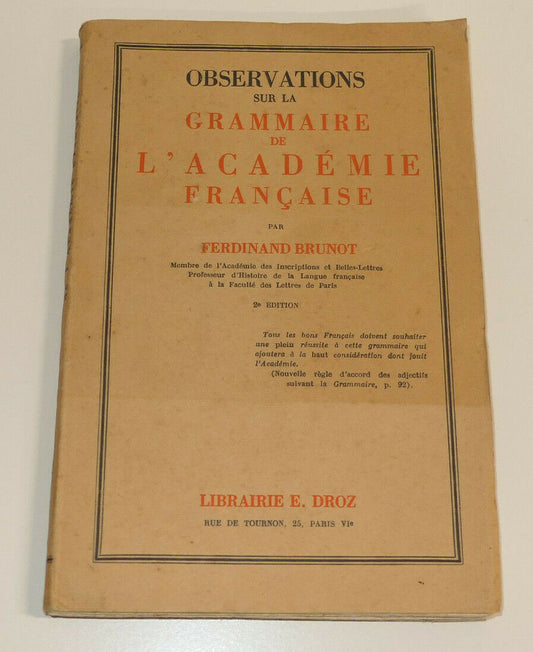 OBSERVATIONS
SUR LA
GRAMMAIRE
DE
L'ACADÉMIE
FRANÇAISE
PAR
FERDINAND BRUNOT
Membre de l'Académie des Inscriptions et Belles-Lettres
Professeur d'Histoire de la Langue française
à la Faculté des Lettres de Paris
2e EDITION
Tous les bons Français doivent souhaiter
une plein réussite à cette grammaire qui
ajoutera à la haut considération dont jouit
l'Académie.
(Nouvelle règle d'accord des adjectifs
suivant la Grammaire, p. 92).
LIBRAIRIE E. DROZ
RUE DE TOURNON, 25, PARIS VIe